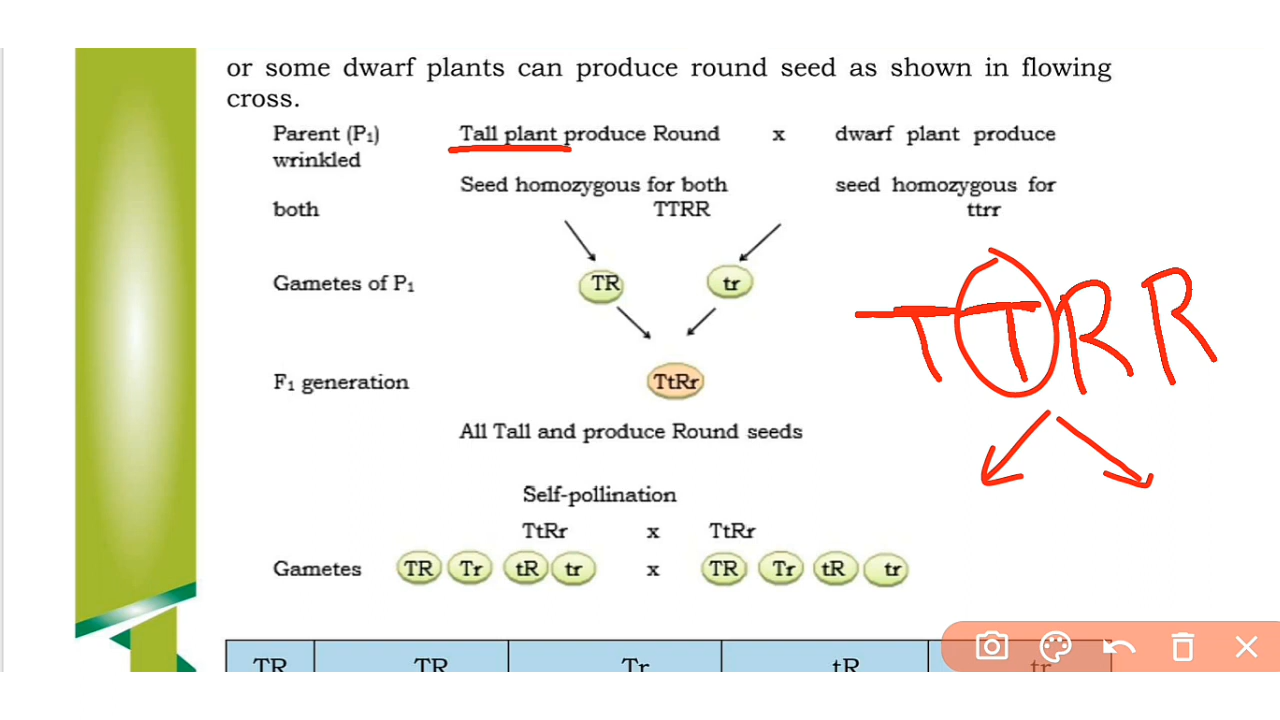 or some dwarf plants can produce round seed as shown in flowing
cross.
Parent (P₁) Tall plant produce Round x dwarf plant produce
wrinkled
Seed homozygous for both seed homozygous for
both TTRR ttrr
Gametes of P₁ TR tr
TTRR
F₁ generation TtRr
All Tall and produce Round seeds
Self-pollination
TtRr x TtRr
Gametes TR Tr tR tr x TR Tr tR tr
TR TR Tr tR tr